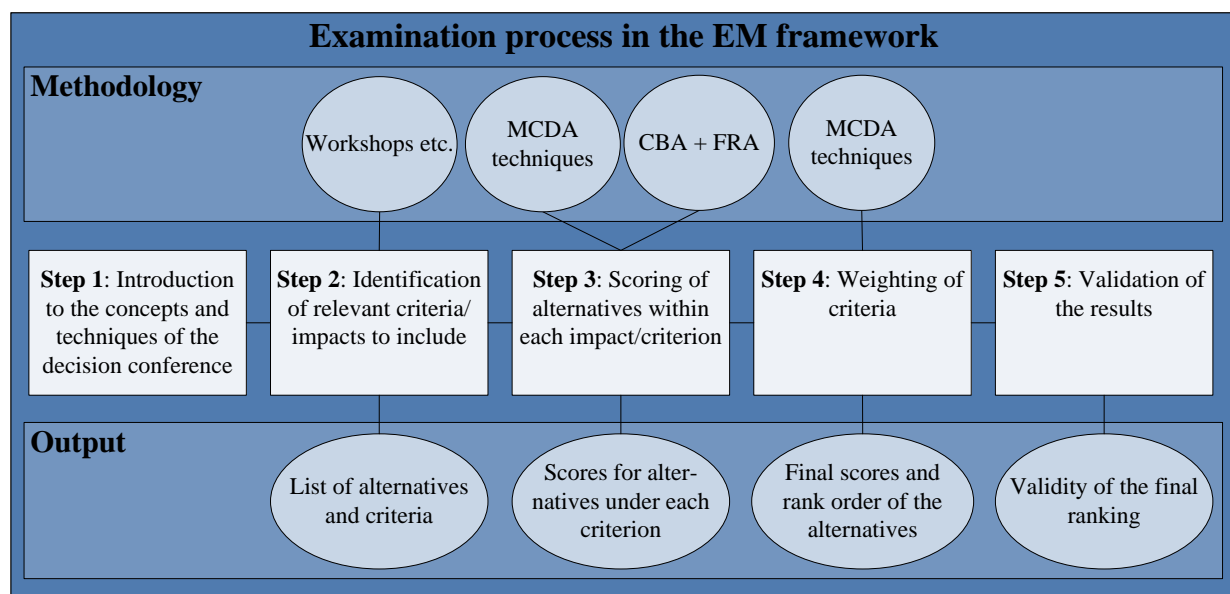 Examination process in the EM framework
Methodology
Workshops etc.
MCDA
techniques
CBA + FRA
MCDA
techniques
Step 1: Introduction
to the concepts and
techniques of the
decision conference
Step 2: Identification
of relevant criteria/
impacts to include
Step 3: Scoring of
alternatives within
each impact/criterion
Step 4: Weighting of
criteria
Step 5: Validation of
the results
Output
List of alternatives
and criteria
Scores for alter-
natives under each
criterion
Final scores and
rank order of the
alternatives
Validity of the final
ranking